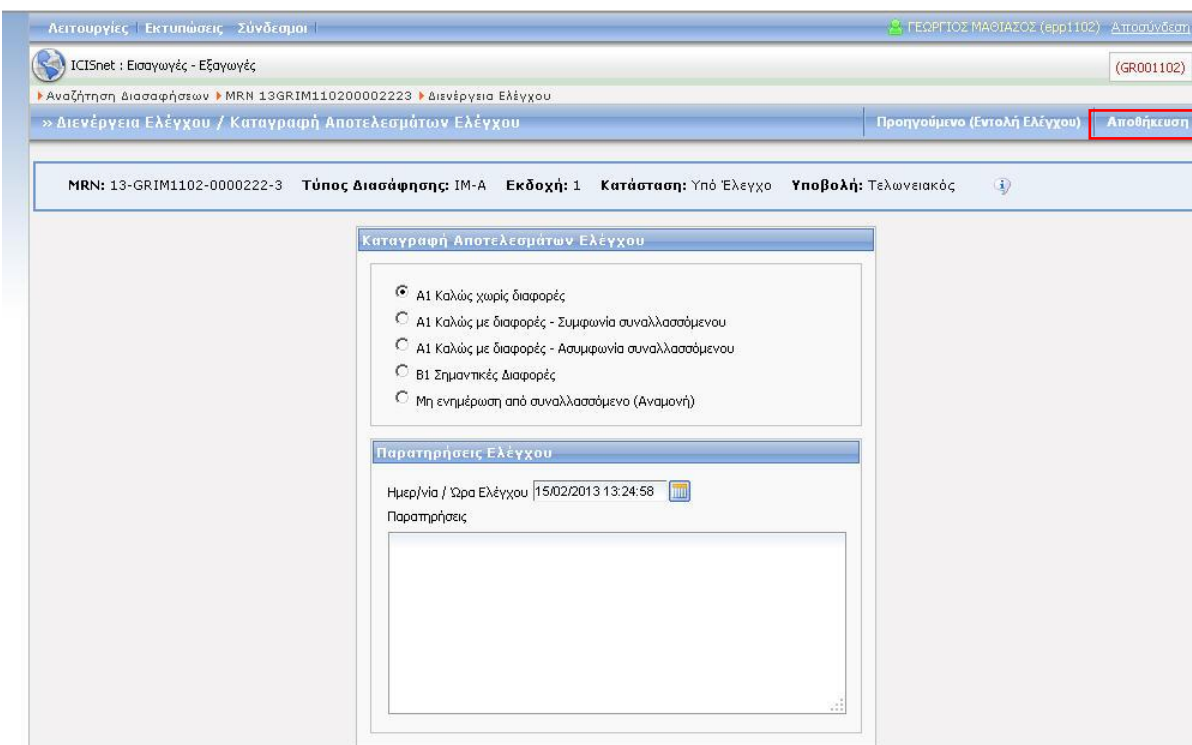 Λειτουργίες Εκτυπώσεις Σύνδεσμοι ΓΕΩΡΓΙΟΣ ΜΑΘΙΑΣΟΣ (epp1102) Αποσύνδεση
ICISnet : Εισαγωγές - Εξαγωγές (GR001102)
Αναζήτηση Διασαφήσεων MRN 13GRIM110200002223 Διενέργεια Ελέγχου
» Διενέργεια Ελέγχου / Καταγραφή Αποτελεσμάτων Ελέγχου Προηγούμενο (Εντολή Ελέγχου) Αποθήκευση
MRN: 13-GRIM1102-0000222-3 Τύπος Διασάφησης: IM-A Εκδοχή: 1 Κατάσταση: Υπό Έλεγχο Υποβολή: Τελωνειακός
Καταγραφή Αποτελεσμάτων Ελέγχου
Α1 Καλώς χωρίς διαφορές
Α1 Καλώς με διαφορές - Συμφωνία συναλλασσόμενου
Α1 Καλώς με διαφορές - Ασυμφωνία συναλλασσόμενου
Β1 Σημαντικές Διαφορές
Μη ενημέρωση από συναλλασσόμενο (Αναμονή)
Παρατηρήσεις Ελέγχου
Ημερ/νία / Ώρα Ελέγχου 15/02/2013 13:24:58
Παρατηρήσεις